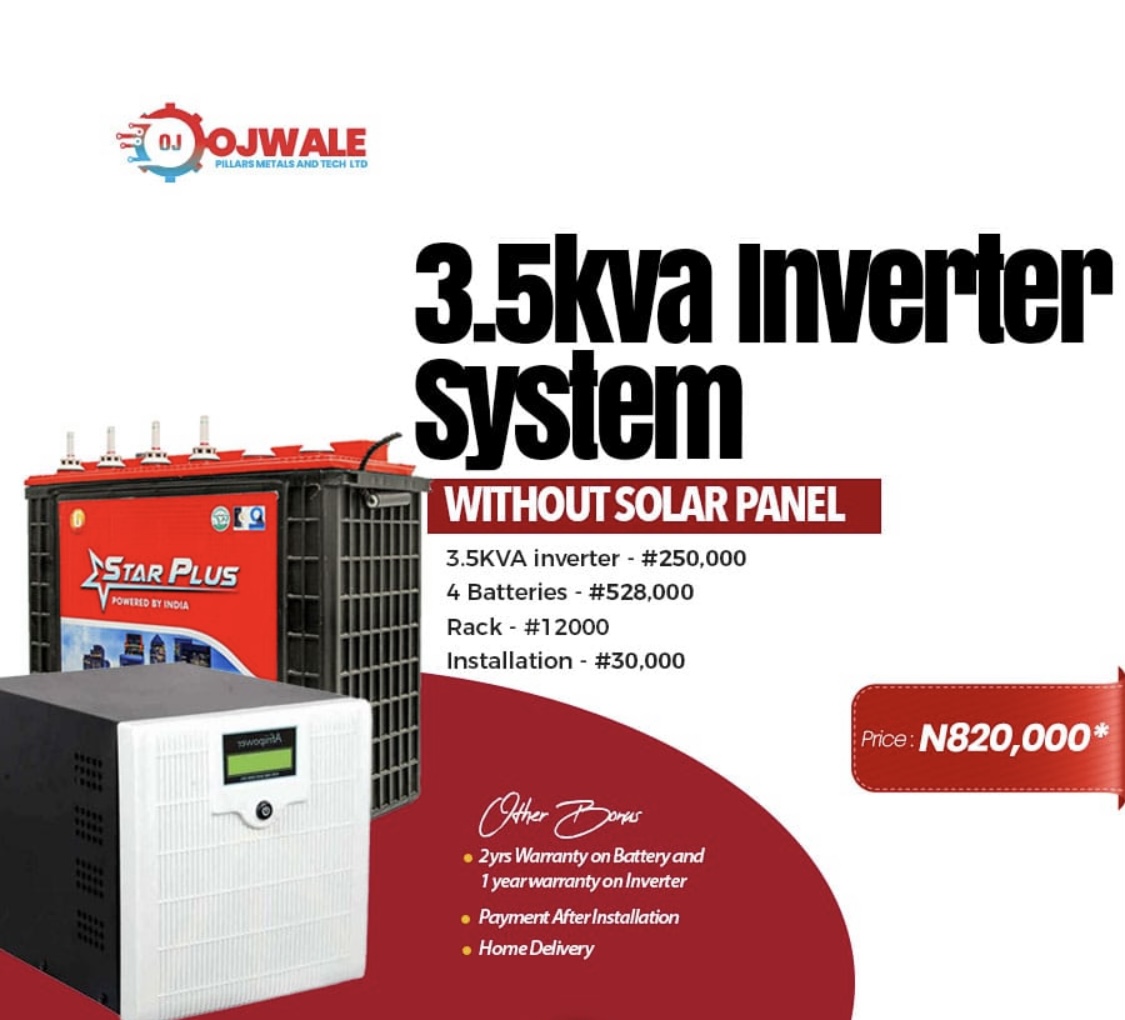 OJ
OJWALE
PILLARS METALS AND TECH LTD
3.5kva Inverter
System
WITHOUT SOLAR PANEL
3.5KVA inverter - #250,000
4 Batteries - #528,000
Rack - #12000
Installation - #30,000
STAR PLUS
POWERED BY INDIA
Price : N820,000*
Afripower
Other Bonus
2yrs Warranty on Battery and
1 year warranty on Inverter
Payment After Installation
Home Delivery